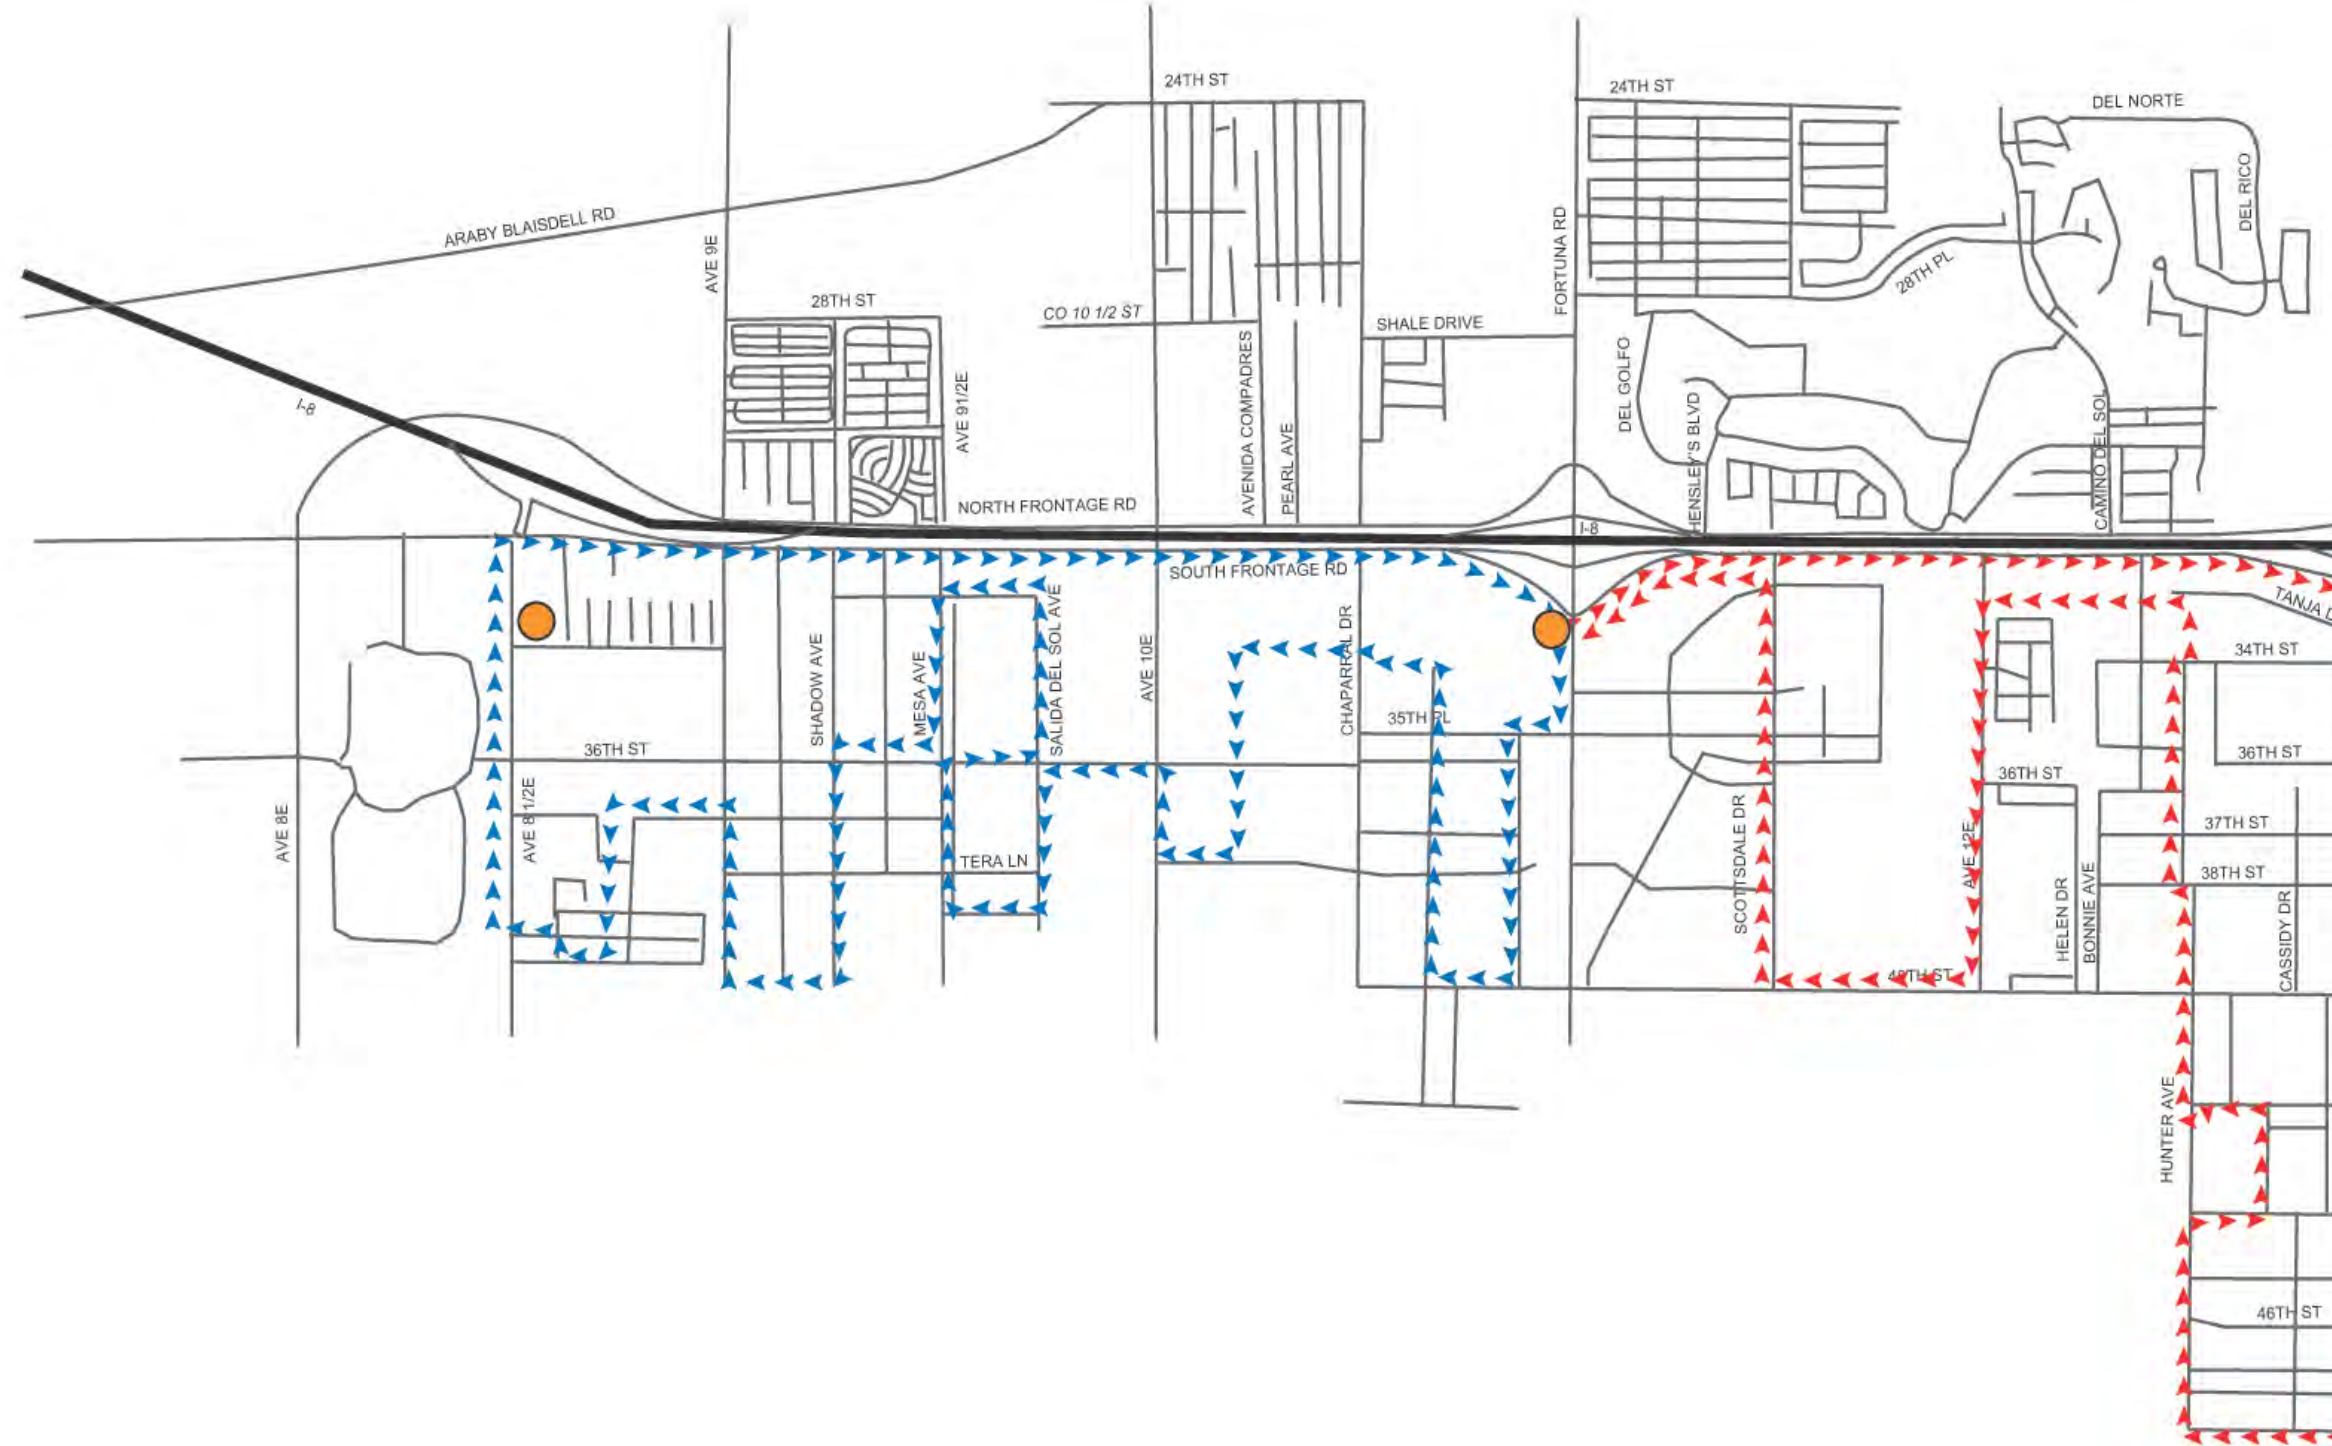 24TH ST
24TH ST
DEL NORTE
DEL RICO
ARABY BLAISDELL RD
AVE 9E
FORTUNA RD
28TH PL
28TH ST
CO 10 1/2 ST
SHALE DRIVE
I-8
AVE 91/2E
AVENIDA COMPADRES
PEARL AVE
DEL GOLFO
HENSLEY'S BLVD
CAMINO DEL SOL
NORTH FRONTAGE RD
I-8
SOUTH FRONTAGE RD
TANJA
SHADOW AVE
MESA AVE
SALIDA DEL SOL AVE
AVE 10E
CHAPARRAL DR
34TH ST
35TH PL
36TH ST
36TH ST
36TH ST
AVE 8E
AVE 8 1/2E
SCOTTSDALE DR
AVE 12E
37TH ST
TERA LN
38TH ST
HELEN DR
BONNIE AVE
CASSIDY DR
40TH ST
HUNTER AVE
46TH ST